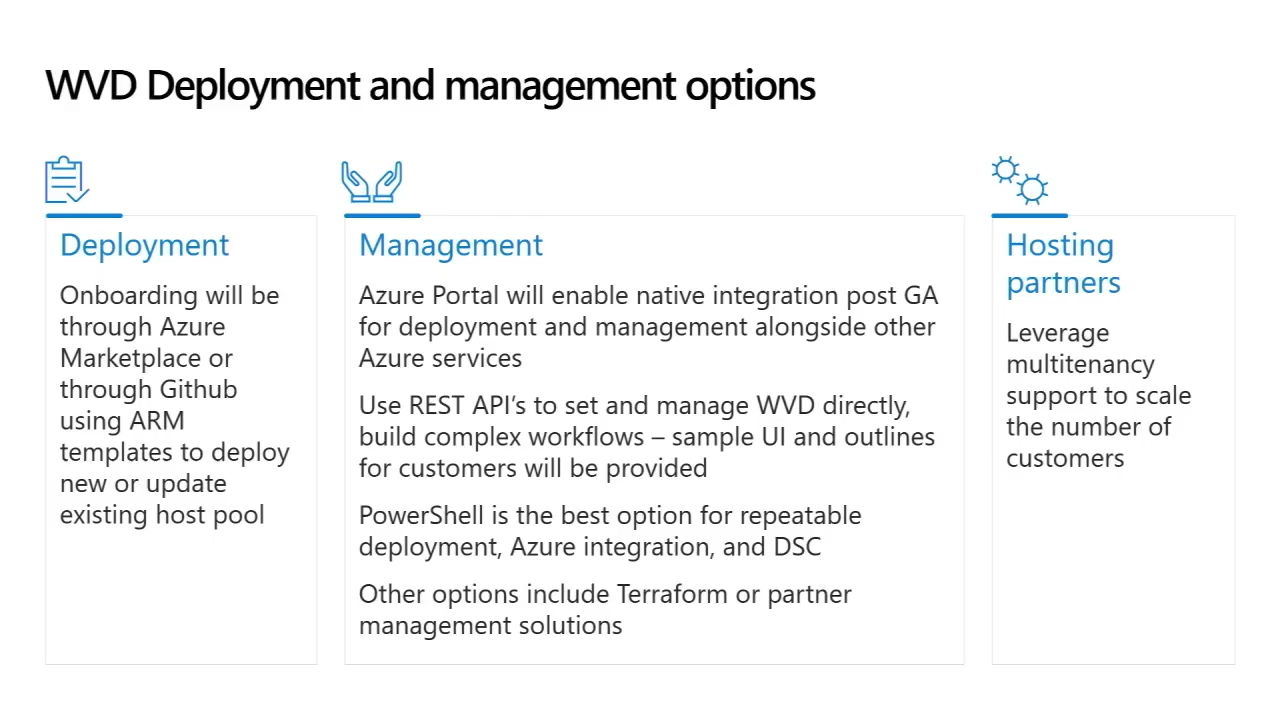 WVD Deployment and management options
Deployment
Onboarding will be
through Azure
Marketplace or
through Github
using ARM
templates to deploy
new or update
existing host pool
Management
Azure Portal will enable native integration post GA
for deployment and management alongside other
Azure services
Use REST API’s to set and manage WVD directly,
build complex workflows – sample UI and outlines
for customers will be provided
PowerShell is the best option for repeatable
deployment, Azure integration, and DSC
Other options include Terraform or partner
management solutions
Hosting
partners
Leverage
multitenancy
support to scale
the number of
customers